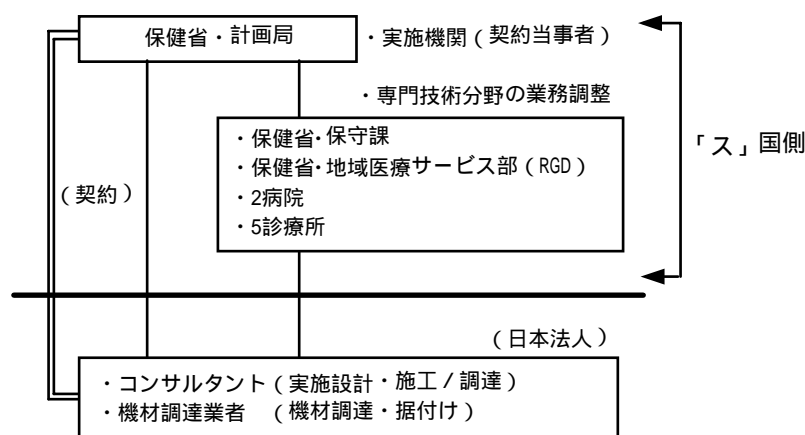 保健省・計画局
・実施機関(契約当事者)
・専門技術分野の業務調整
・保健省・保守課
・保健省・地域医療サービス部(RGD)
・2病院
・5診療所
「ス」国側
(契約)
(日本法人)
・コンサルタント(実施設計・施工/調達)
・機材調達業者 (機材調達・据付け)